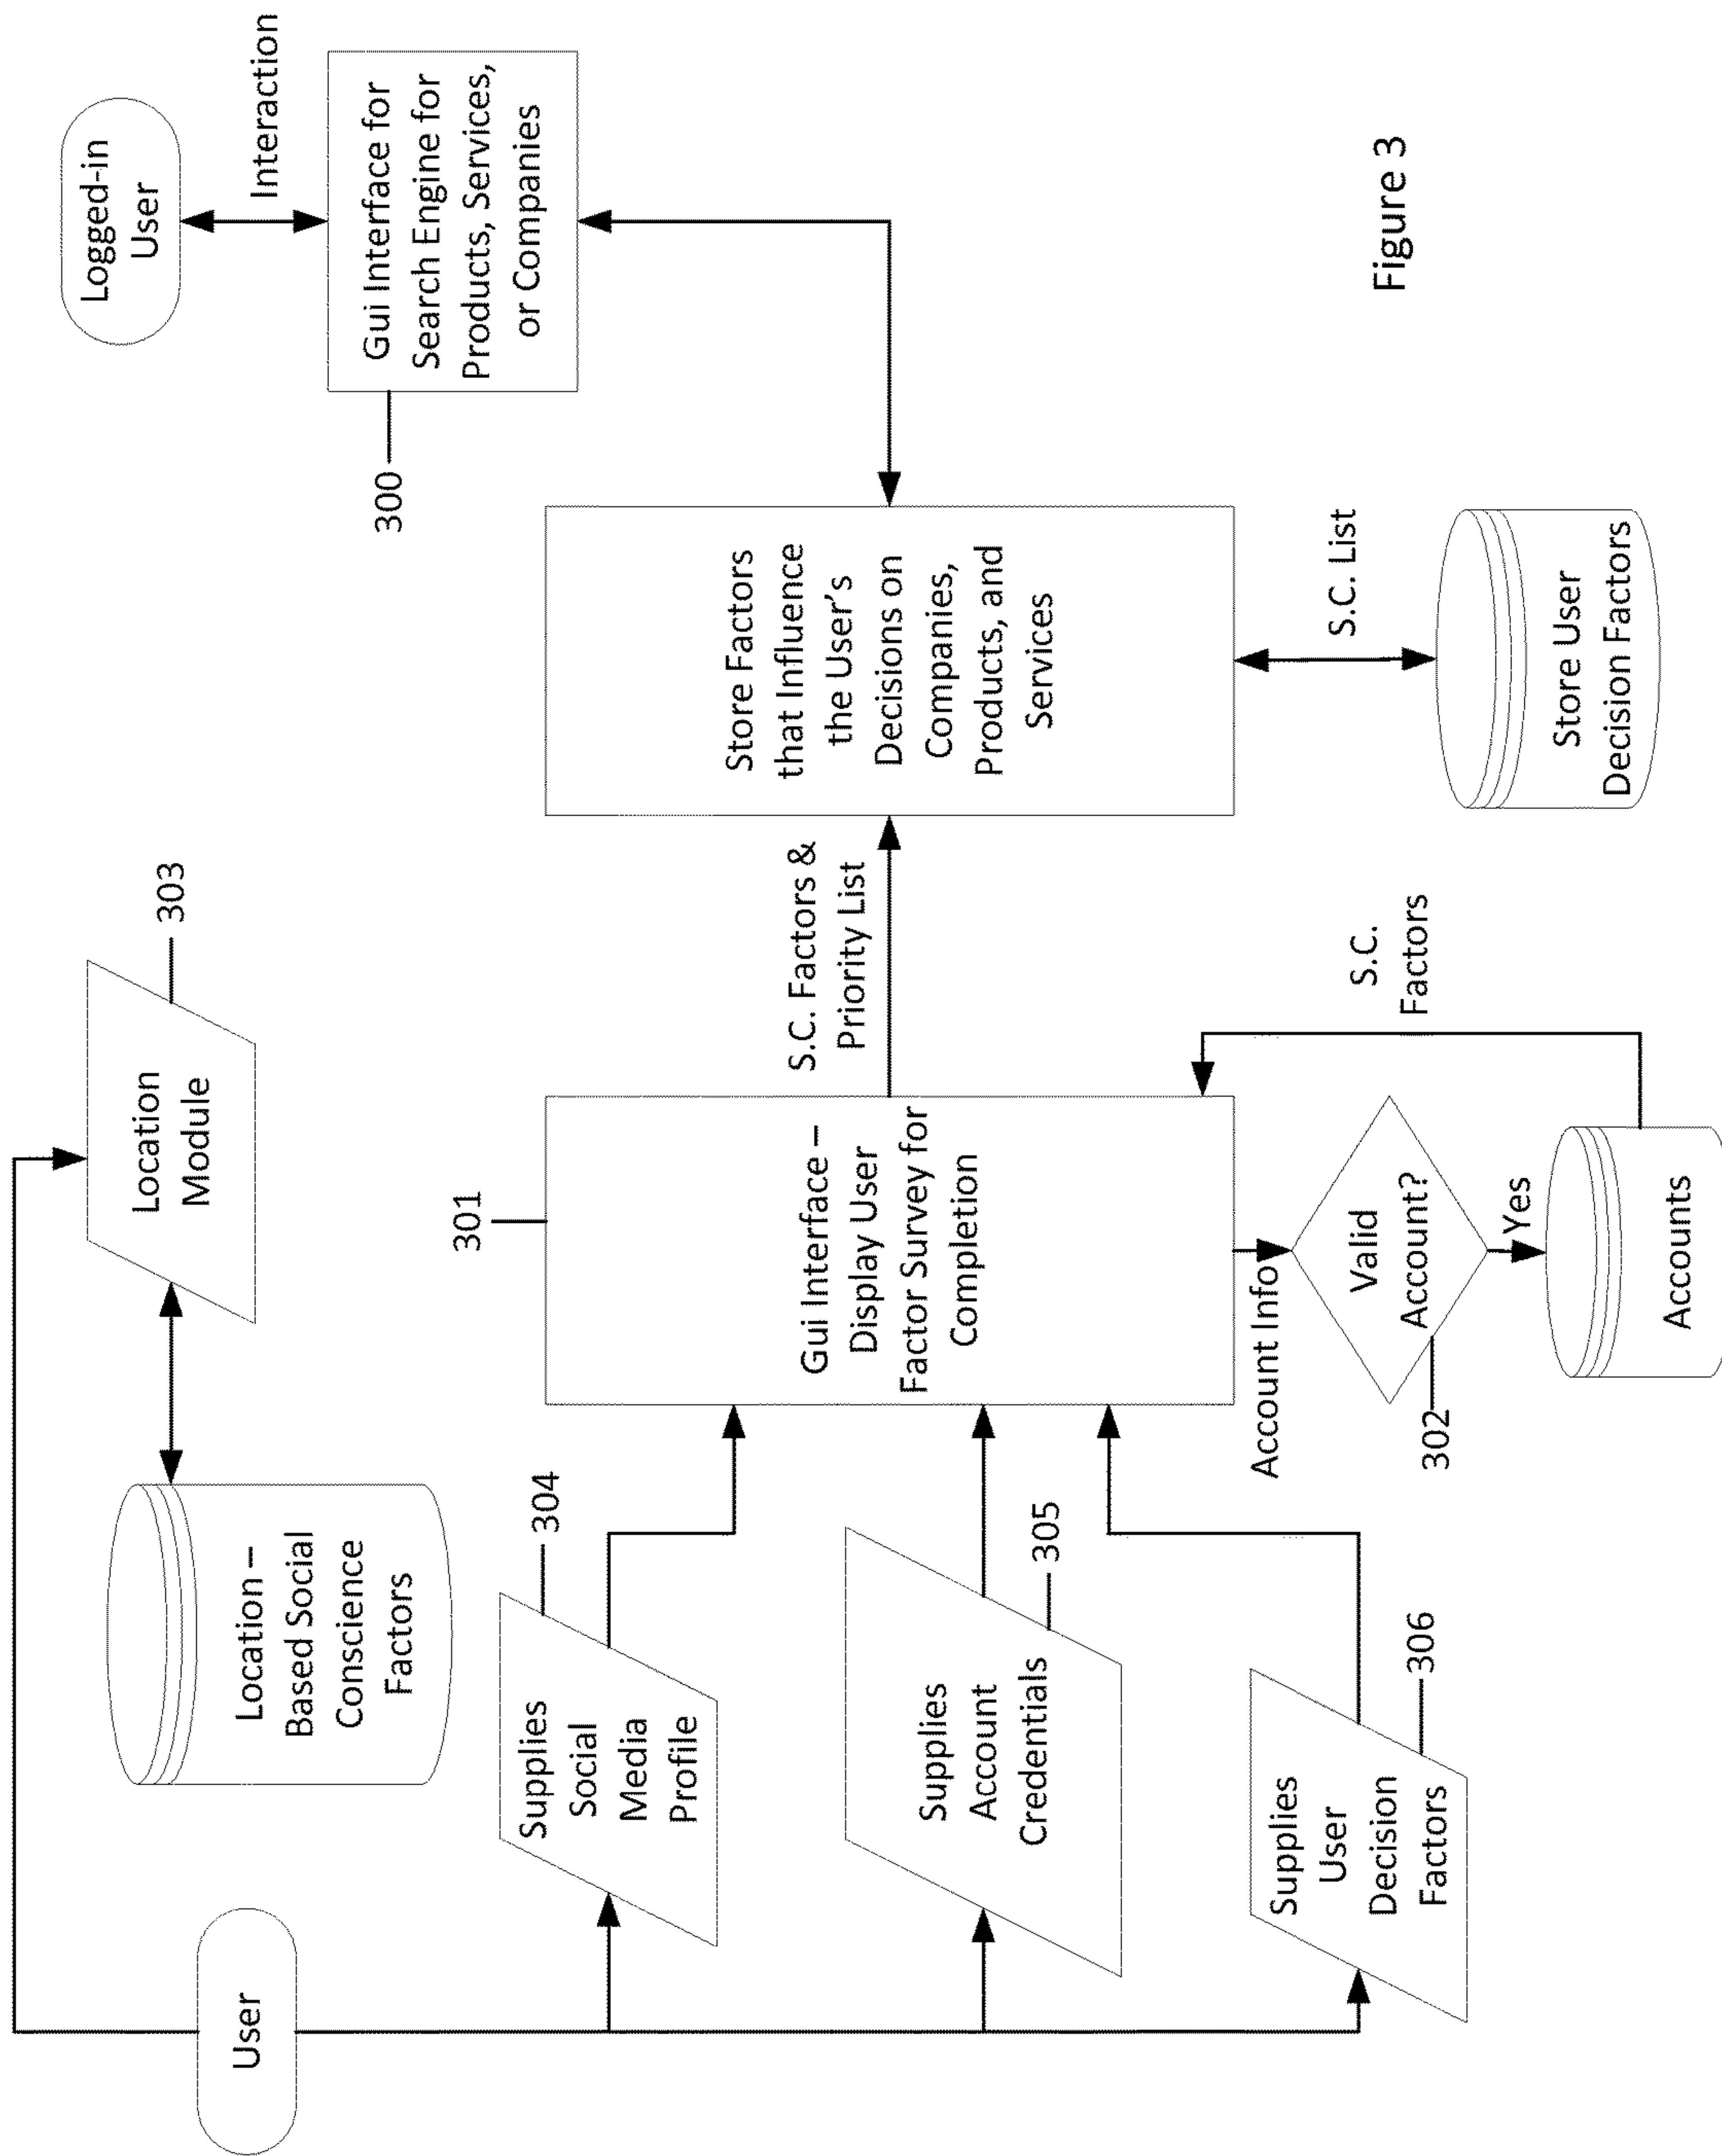 User
Location –
Based Social
Conscience
Factors
Location
Module
303
Logged-in
User
Interaction
Gui Interface for
Search Engine for
Products, Services,
or Companies
300
Supplies
Social
Media
Profile
304
Supplies
Account
Credentials
305
Supplies
User
Decision
Factors
306
301
Gui Interface –
Display User
Factor Survey for
Completion
S.C. Factors &
Priority List
Store Factors
that Influence
the User’s
Decisions on
Companies,
Products, and
Services
Account Info
Valid
Account?
302
Yes
Accounts
S.C.
Factors
S.C. List
Store User
Decision Factors
Figure 3